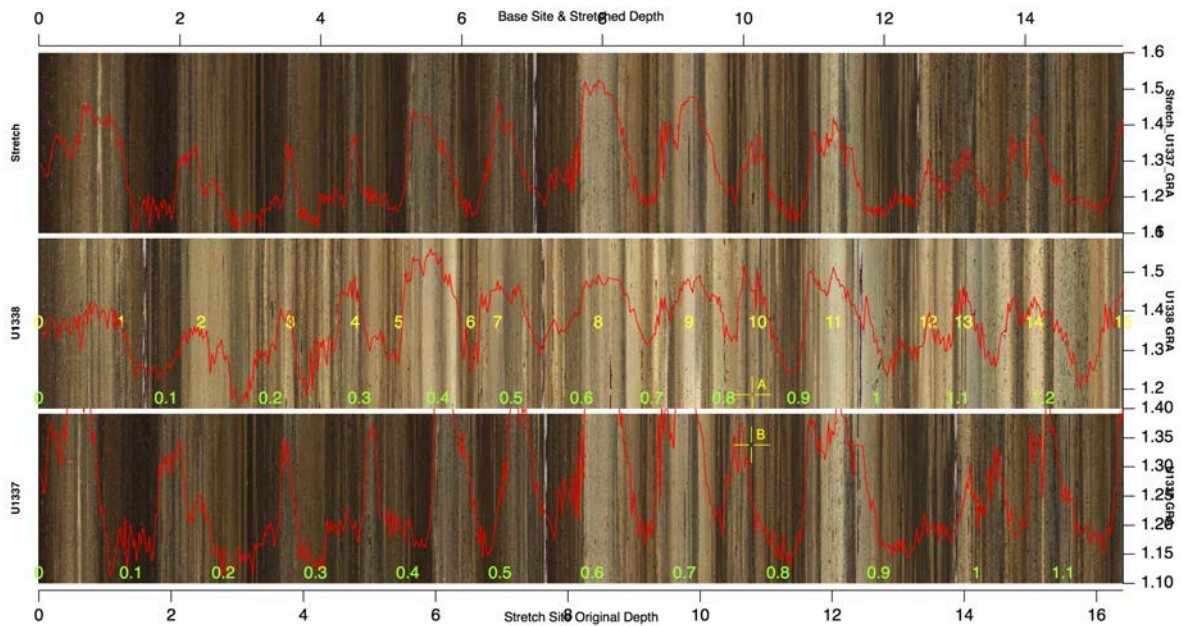 0 2 4 6 8 10 12 14
Base Site & Stretched Depth
Stretch
1.6
1.5
1.4
1.3
1.2
1.1
Stretch_U1337_GRA
U1338
0 1 2 3 4 5 6 7 8 9 10 11 12 13 14 15
0 0.1 0.2 0.3 0.4 0.5 0.6 0.7 0.8 0.9 1 1.1 1.2
A
1.5
1.4
1.3
1.2
U1338 GRA
U1337
B
0 0.1 0.2 0.3 0.4 0.5 0.6 0.7 0.8 0.9 1 1.1
1.40
1.35
1.30
1.25
1.20
1.15
1.10
0 2 4 6 8 10 12 14 16
Stretch Site Original Depth